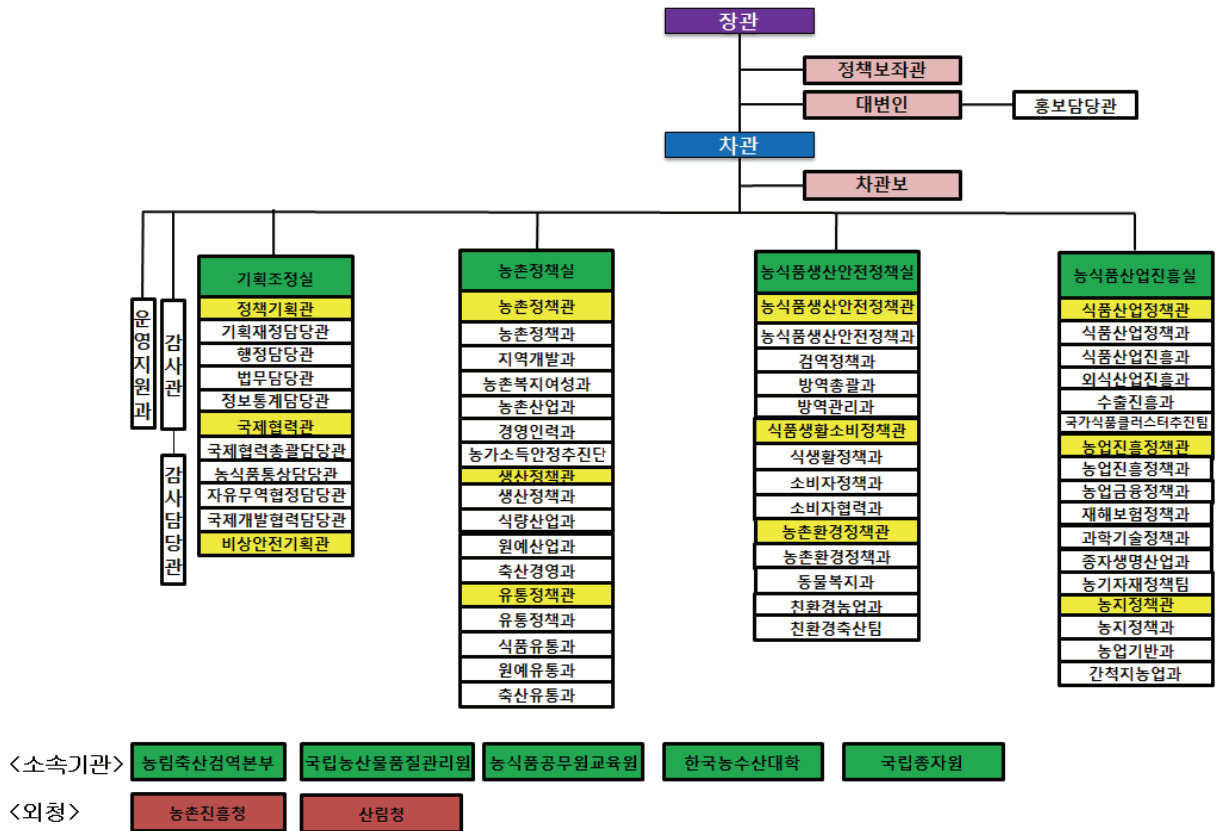 장관
정책보좌관
대변인
홍보담당관
차관
차관보
운영지원과
감사관
감사담당관
기획조정실
정책기획관
기획재정담당관
행정담당관
법무담당관
정보통계담당관
국제협력관
국제협력총괄담당관
농식품통상담당관
자유무역협정담당관
국제개발협력담당관
비상안전기획관
농촌정책실
농촌정책관
농촌정책과
지역개발과
농촌복지여성과
농촌산업과
경영인력과
농가소득안정추진단
생산정책관
생산정책과
식량산업과
원예산업과
축산경영과
유통정책관
유통정책과
식품유통과
원예유통과
축산유통과
농식품생산안전정책실
농식품생산안전정책관
농식품생산안전정책과
검역정책과
방역총괄과
방역관리과
식품생활소비정책관
식생활정책과
소비자정책과
소비자협력과
농촌환경정책관
농촌환경정책과
동물복지과
친환경농업과
친환경축산팀
농식품산업진흥실
식품산업정책관
식품산업정책과
식품산업진흥과
외식산업진흥과
수출진흥과
국가식품클러스터추진팀
농업진흥정책관
농업진흥정책과
농업금융정책과
재해보험정책과
과학기술정책과
종자생명산업과
농기자재정책팀
농지정책관
농지정책과
농업기반과
간척지농업과
<소속기관> 농림축산검역본부 국립농산물품질관리원 농식품공무원교육원 한국농수산대학 국립종자원
<외청> 농촌진흥청 산림청